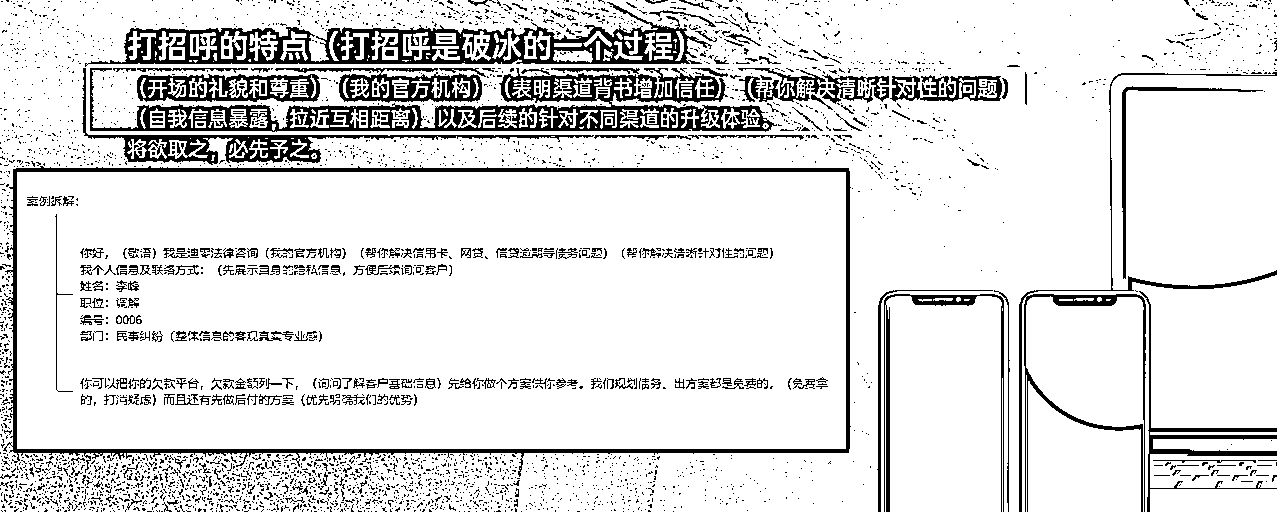 打招呼的特点（打招呼是破冰的一个过程）
（开场的礼貌和尊重）（我的官方机构）（表明渠道背书增加信任）（帮你解决清晰针对性的问题）
（自我信息暴露，拉近互相距离）以及后续的针对不同渠道的升级体验。
将欲取之，必先予之。
案例拆解：
你好，（敬语）我是迪零法律咨询（我的官方机构）（帮你解决信用卡、网贷、信贷逾期等债务问题）（帮你解决清晰针对性的问题）
我个人信息及联络方式：（先展示自身的隐私信息，方便后续询问客户）
姓名：李峰
职位：调解
编号：0006
部门：民事纠纷（整体信息的客观真实专业感）
你可以把你的欠款平台，欠款金额列一下，（询问了解客户基础信息）先给你做个方案供你参考。我们规划债务、出方案都是免费的，（免费拿
的，打消疑虑）而且还有先做后付的方案（优先明确我们的优势）